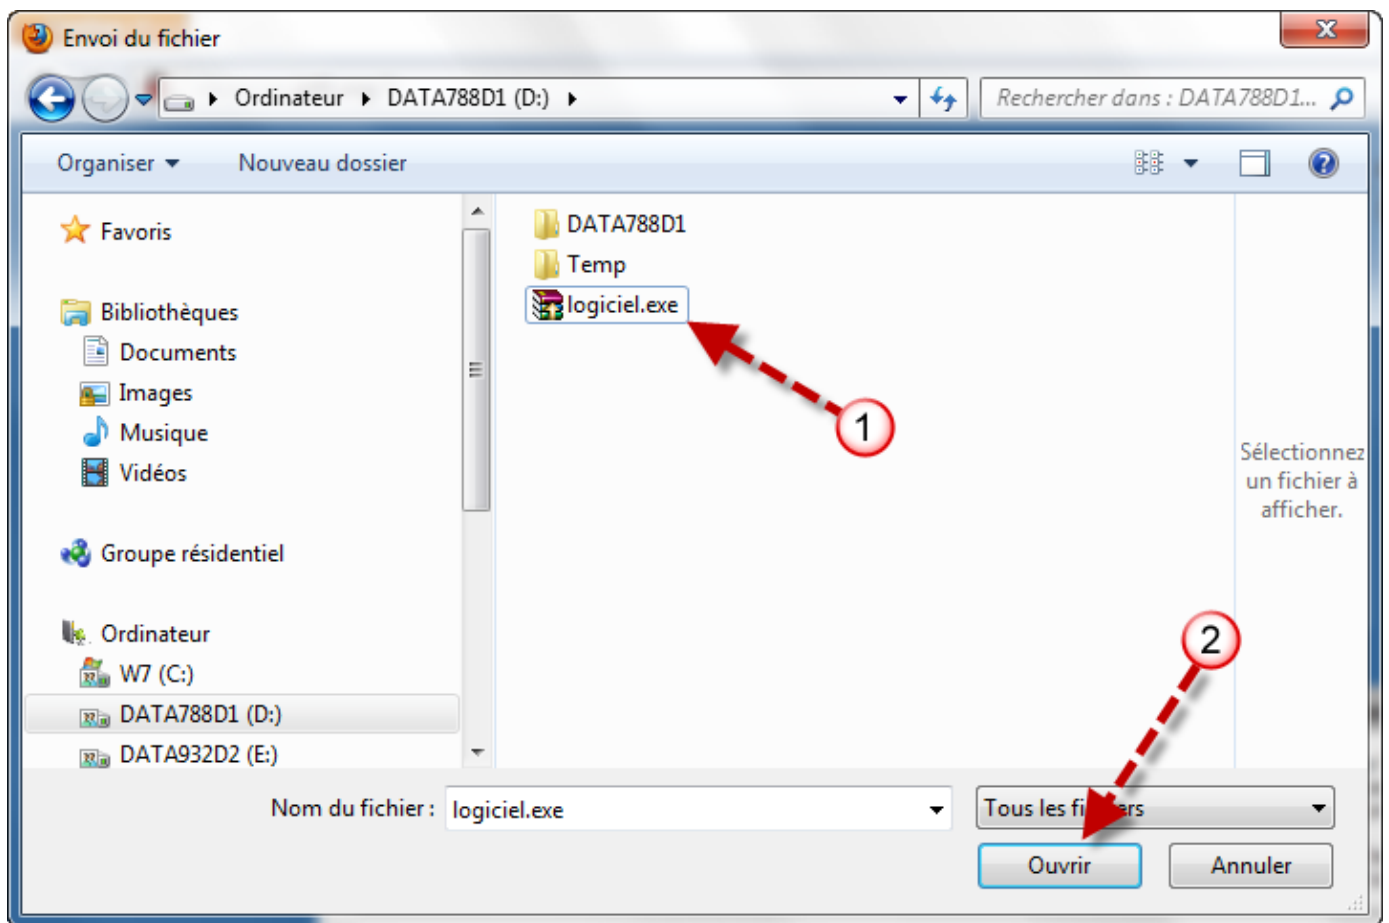 Envoi du fichier
Ordinateur DATA788D1 (D:)
Rechercher dans : DATA788D1...
Organiser Nouveau dossier
Favoris
Bibliothèques
Documents
Images
Musique
Vidéos
Groupe résidentiel
Ordinateur
W7 (C:)
DATA788D1 (D:)
DATA932D2 (E:)
DATA788D1
Temp
logiciel.exe
1
Sélectionnez
un fichier à
afficher.
2
Nom du fichier : logiciel.exe
Tous les fichiers
Ouvrir Annuler